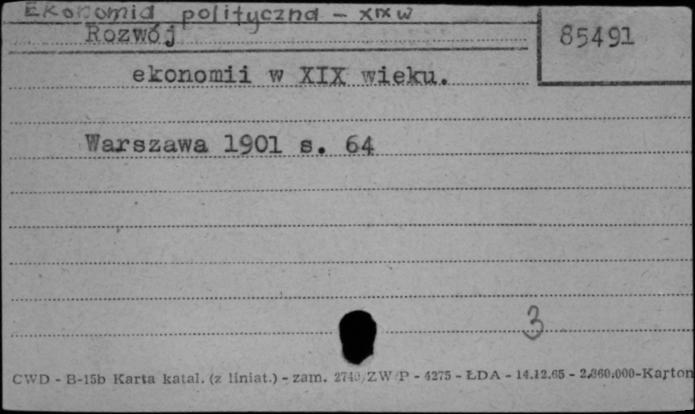 Ekonomia polityczna - XIX w
Rozwój
85491
ekonomii w XIX wieku.
Warszawa 1901 s. 64
3
CWD - B-15b Karta katal. (z liniat.) - zam. 2740/ZW/P - 4275 - ŁDA - 14.12.65 - 2.860.000-Karton